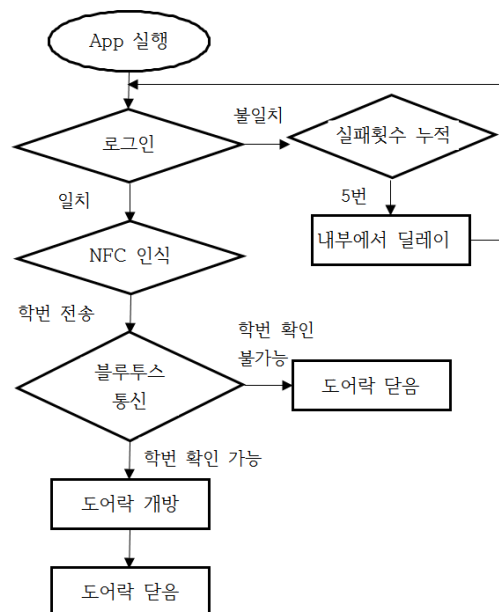 App 실행
불일치
로그인
실패횟수 누적
일치
5번
NFC 인식
내부에서 딜레이
학번 전송
학번 확인
불가능
블루투스
통신
도어락 닫음
학번 확인 가능
도어락 개방
도어락 닫음